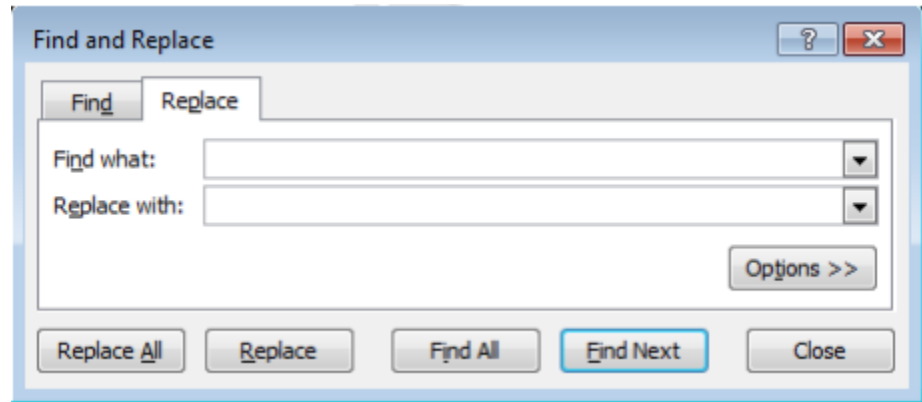 Find and Replace
?
Find Replace
Find what:
Replace with:
Options >>
Replace All Replace Find All Find Next Close